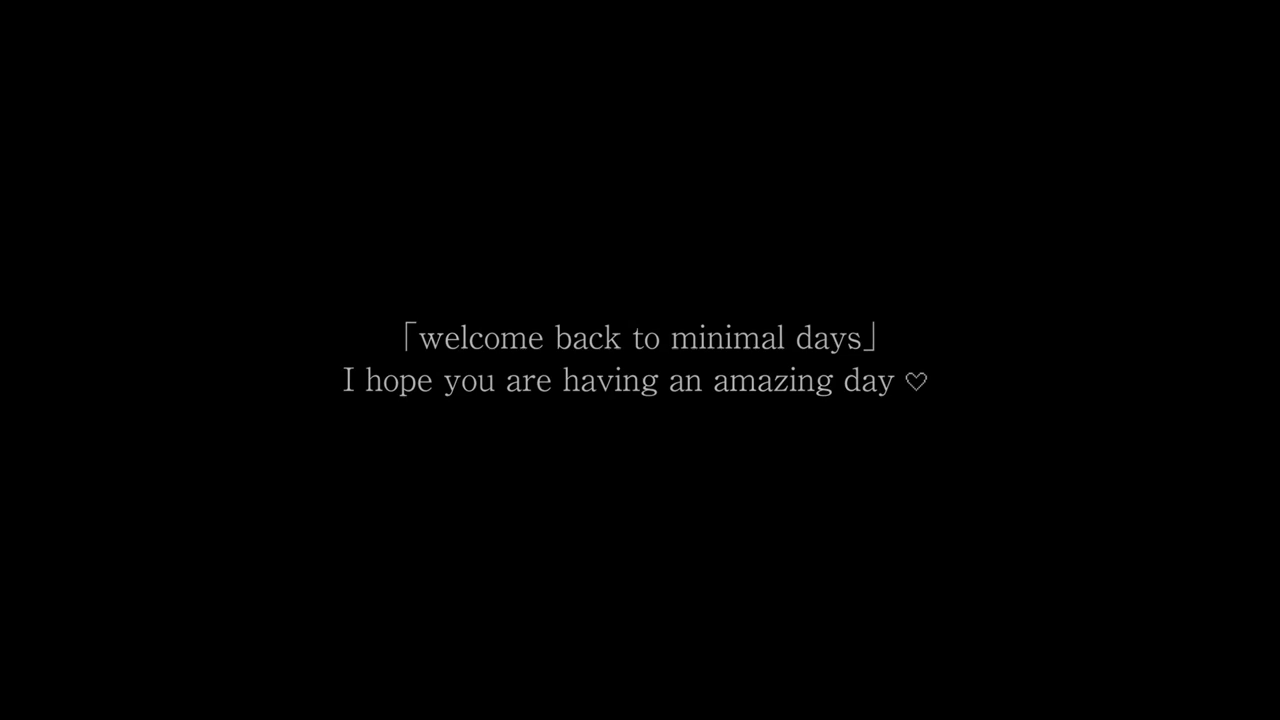 「welcome back to minimal days」
I hope you are having an amazing day ♡